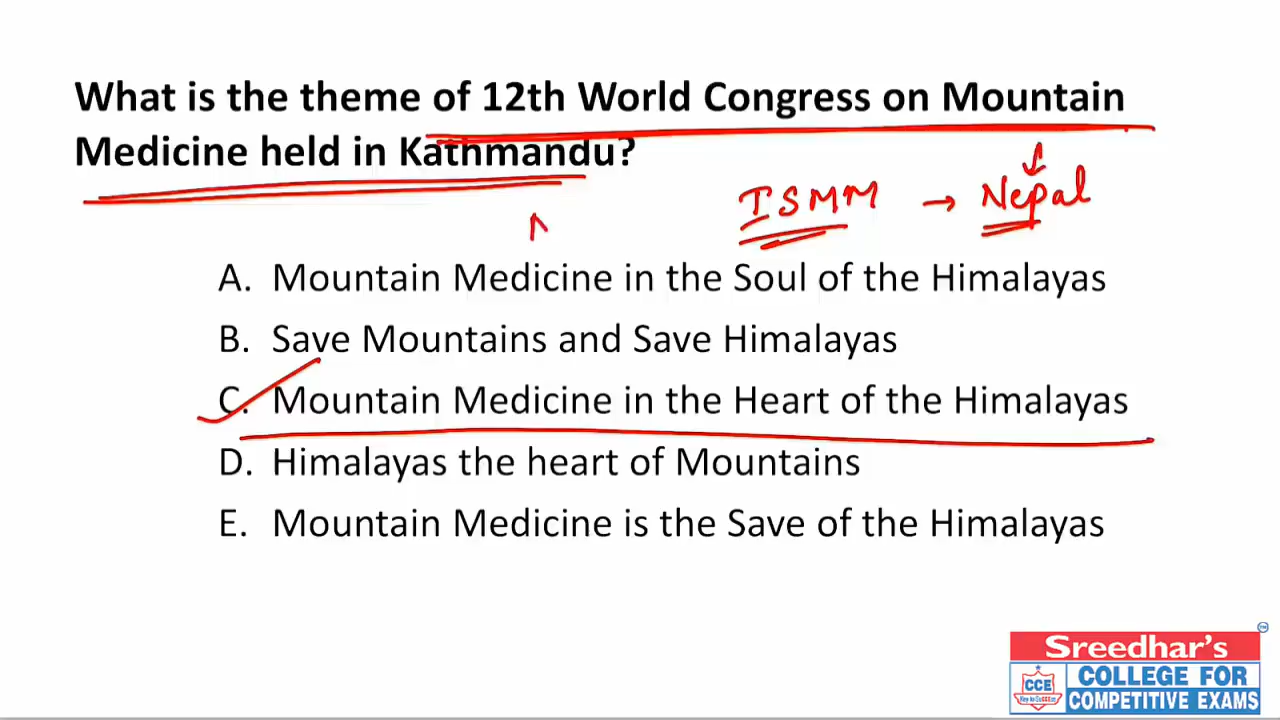 What is the theme of 12th World Congress on Mountain
Medicine held in Kathmandu?
ISMM → Nepal
A. Mountain Medicine in the Soul of the Himalayas
B. Save Mountains and Save Himalayas
C. Mountain Medicine in the Heart of the Himalayas
D. Himalayas the heart of Mountains
E. Mountain Medicine is the Save of the Himalayas
Sreedhar's
TM
CCE
COLLEGE FOR
COMPETITIVE EXAMS